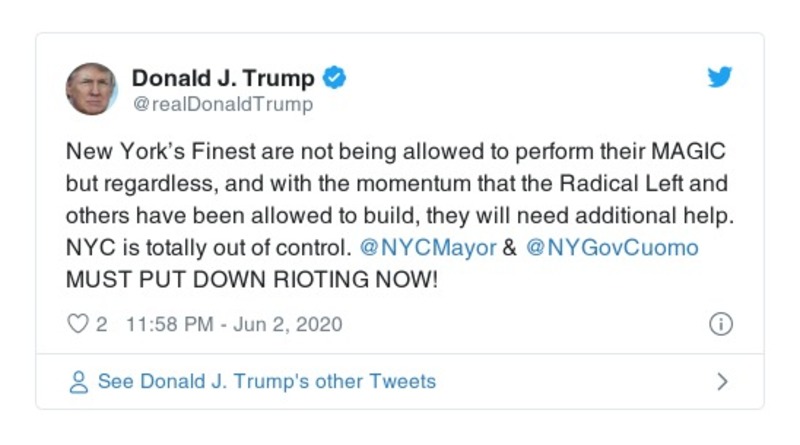 Donald J. Trump
@realDonaldTrump
New York’s Finest are not being allowed to perform their MAGIC
but regardless, and with the momentum that the Radical Left and
others have been allowed to build, they will need additional help.
NYC is totally out of control. @NYCMayor & @NYGovCuomo
MUST PUT DOWN RIOTING NOW!
2 11:58 PM - Jun 2, 2020
See Donald J. Trump's other Tweets